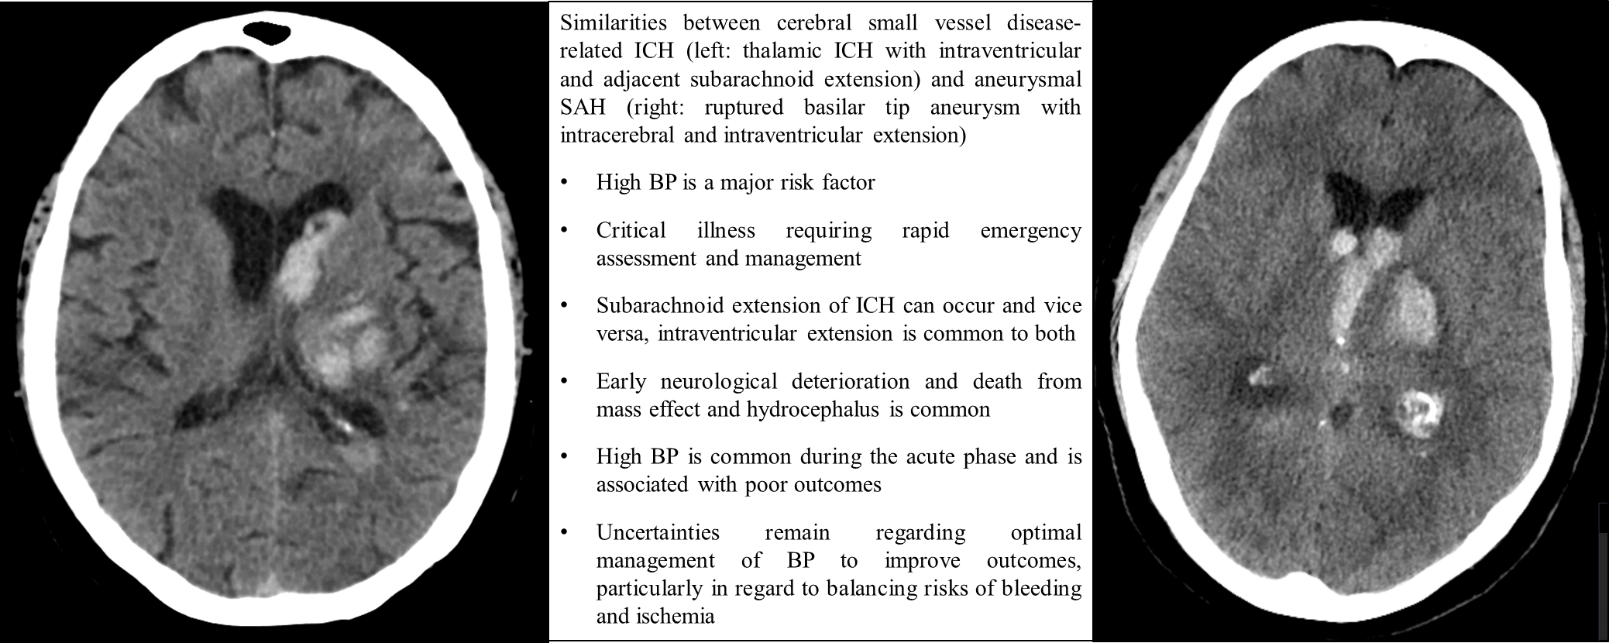 Similarities between cerebral small vessel disease-
related ICH (left: thalamic ICH with intraventricular
and adjacent subarachnoid extension) and aneurysmal
SAH (right: ruptured basilar tip aneurysm with
intracerebral and intraventricular extension)
• High BP is a major risk factor
• Critical illness requiring rapid emergency
assessment and management
• Subarachnoid extension of ICH can occur and vice
versa, intraventricular extension is common to both
• Early neurological deterioration and death from
mass effect and hydrocephalus is common
• High BP is common during the acute phase and is
associated with poor outcomes
• Uncertainties remain regarding optimal
management of BP to improve outcomes,
particularly in regard to balancing risks of bleeding
and ischemia